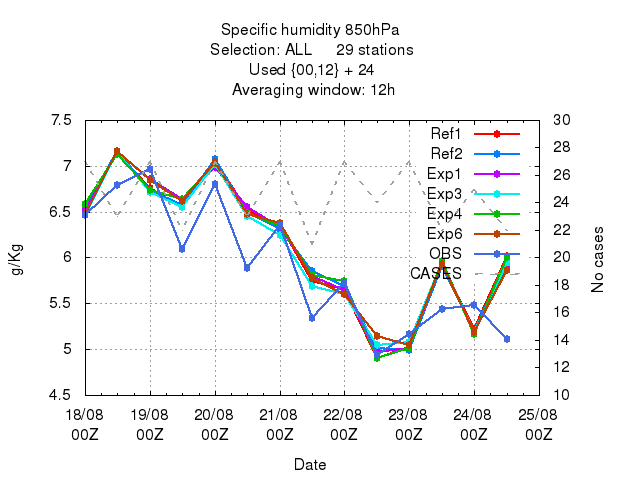 Specific humidity 850hPa
Selection: ALL 29 stations
Used {00,12} + 24
Averaging window: 12h
7.5
7
6.5
6
5.5
5
4.5
g/Kg
30
28
26
24
22
20
18
16
14
12
10
No cases
Ref1
Ref2
Exp1
Exp3
Exp4
Exp6
OBS
CASES
18/08 19/08 20/08 21/08 22/08 23/08 24/08 25/08
00Z 00Z 00Z 00Z 00Z 00Z 00Z 00Z
Date